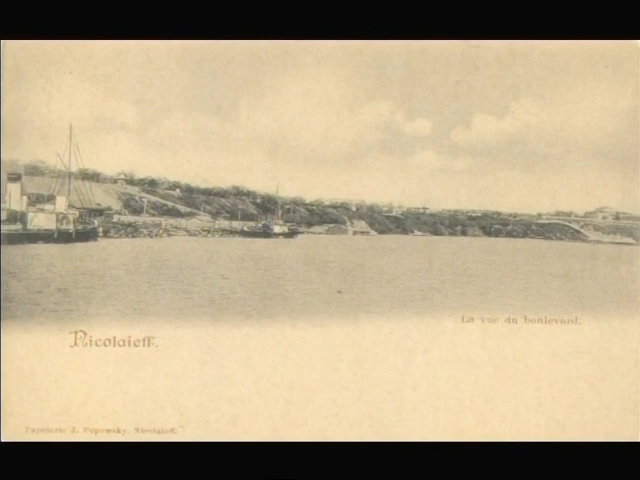 La vue du boulevard.
Nicolaieff.
Papeterie J. Popowsky, Nicolaieff.